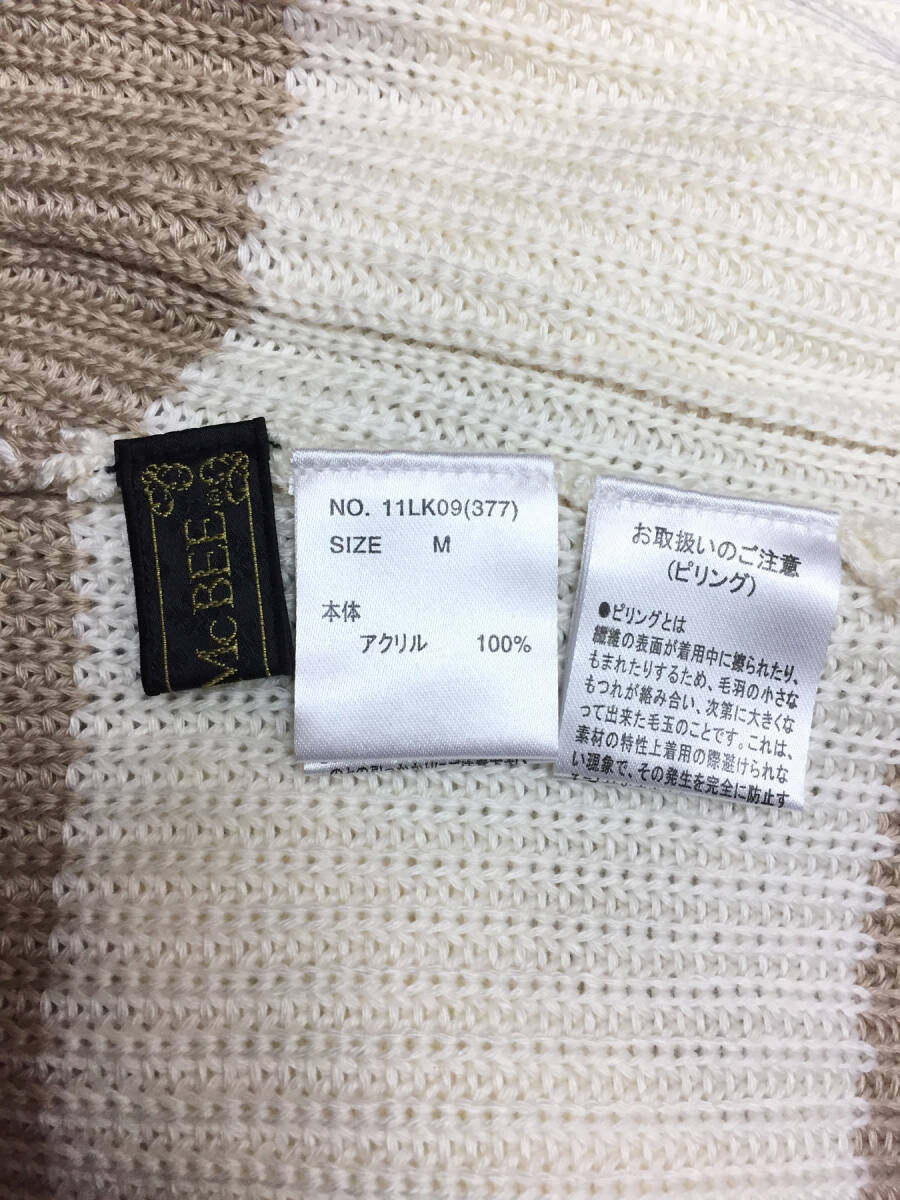 McBEE
NO. 11LK09(377)
SIZE M
本体
アクリル 100%
お取扱いのご注意
(ピリング)
●ピリングとは
繊維の表面が着用中に擦られたり、
もまれたりするため、毛羽の小さな
もつれが絡み合い、次第に大きくな
って出来た毛玉のことです。これは、
素材の特性上着用の際避けられな
い現象で、その発生を完全に防止す